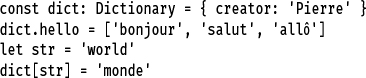 const dict: Dictionary = { creator: 'Pierre' }
dict.hello = ['bonjour', 'salut', 'allô']
let str = 'world'
dict[str] = 'monde'